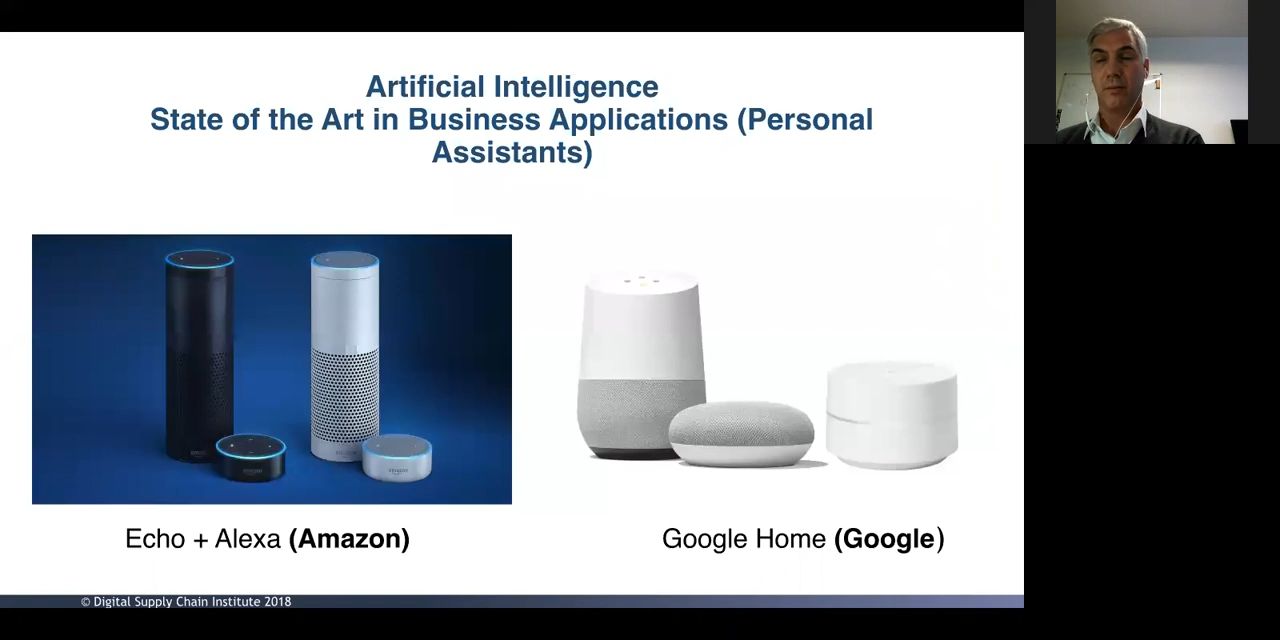 Artificial Intelligence
State of the Art in Business Applications (Personal
Assistants)
Echo + Alexa (Amazon)
Google Home (Google)
© Digital Supply Chain Institute 2018